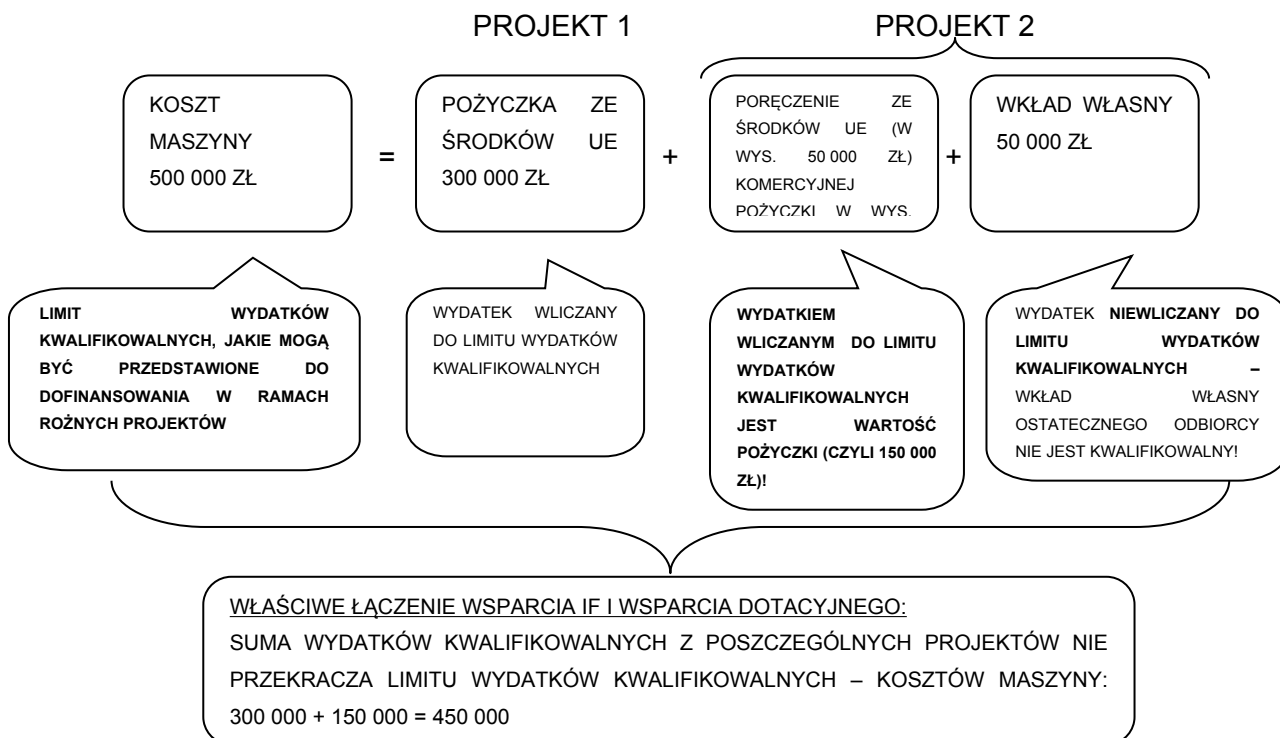 PROJEKT 1
PROJEKT 2
KOSZT
MASZYNY
500 000 ZŁ
=
POŻYCZKA ZE
ŚRODKÓW UE
300 000 ZŁ
+
PORĘCZENIE ZE
ŚRODKÓW UE (W
WYS. 50 000 ZŁ)
KOMERCYJNEJ
POŻYCZKI W WYS.
+
WKŁAD WŁASNY
50 000 ZŁ
LIMIT WYDATKÓW
KWALIFIKOWALNYCH, JAKIE MOGĄ
BYĆ PRZEDSTAWIONE DO
DOFINANSOWANIA W RAMACH
ROŻNYCH PROJEKTÓW
WYDATEK WLICZANY
DO LIMITU WYDATKÓW
KWALIFIKOWALNYCH
WYDATKIEM
WLICZANYM DO LIMITU
WYDATKÓW
KWALIFIKOWALNYCH
JEST WARTOŚĆ
POŻYCZKI (CZYLI 150 000
ZŁ)!
WYDATEK NIEWLICZANY DO
LIMITU WYDATKÓW
KWALIFIKOWALNYCH –
WKŁAD WŁASNY
OSTATECZNEGO ODBIORCY
NIE JEST KWALIFIKOWALNY!
WŁAŚCIWE ŁĄCZENIE WSPARCIA IF I WSPARCIA DOTACYJNEGO:
SUMA WYDATKÓW KWALIFIKOWALNYCH Z POSZCZEGÓLNYCH PROJEKTÓW NIE
PRZEKRACZA LIMITU WYDATKÓW KWALIFIKOWALNYCH – KOSZTÓW MASZYNY:
300 000 + 150 000 = 450 000